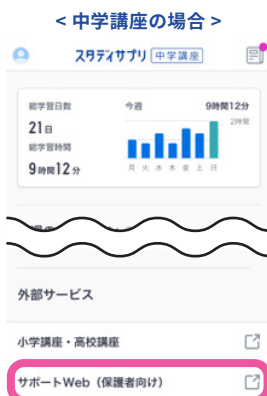 < 中学講座の場合 >
スタディサプリ 中学講座
総学習日数 今週 9時間12分
21日 2時間
総学習時間
9時間12分
月 火 水 木 金 土 日
外部サービス
小学講座・高校講座
サポートWeb（保護者向け）